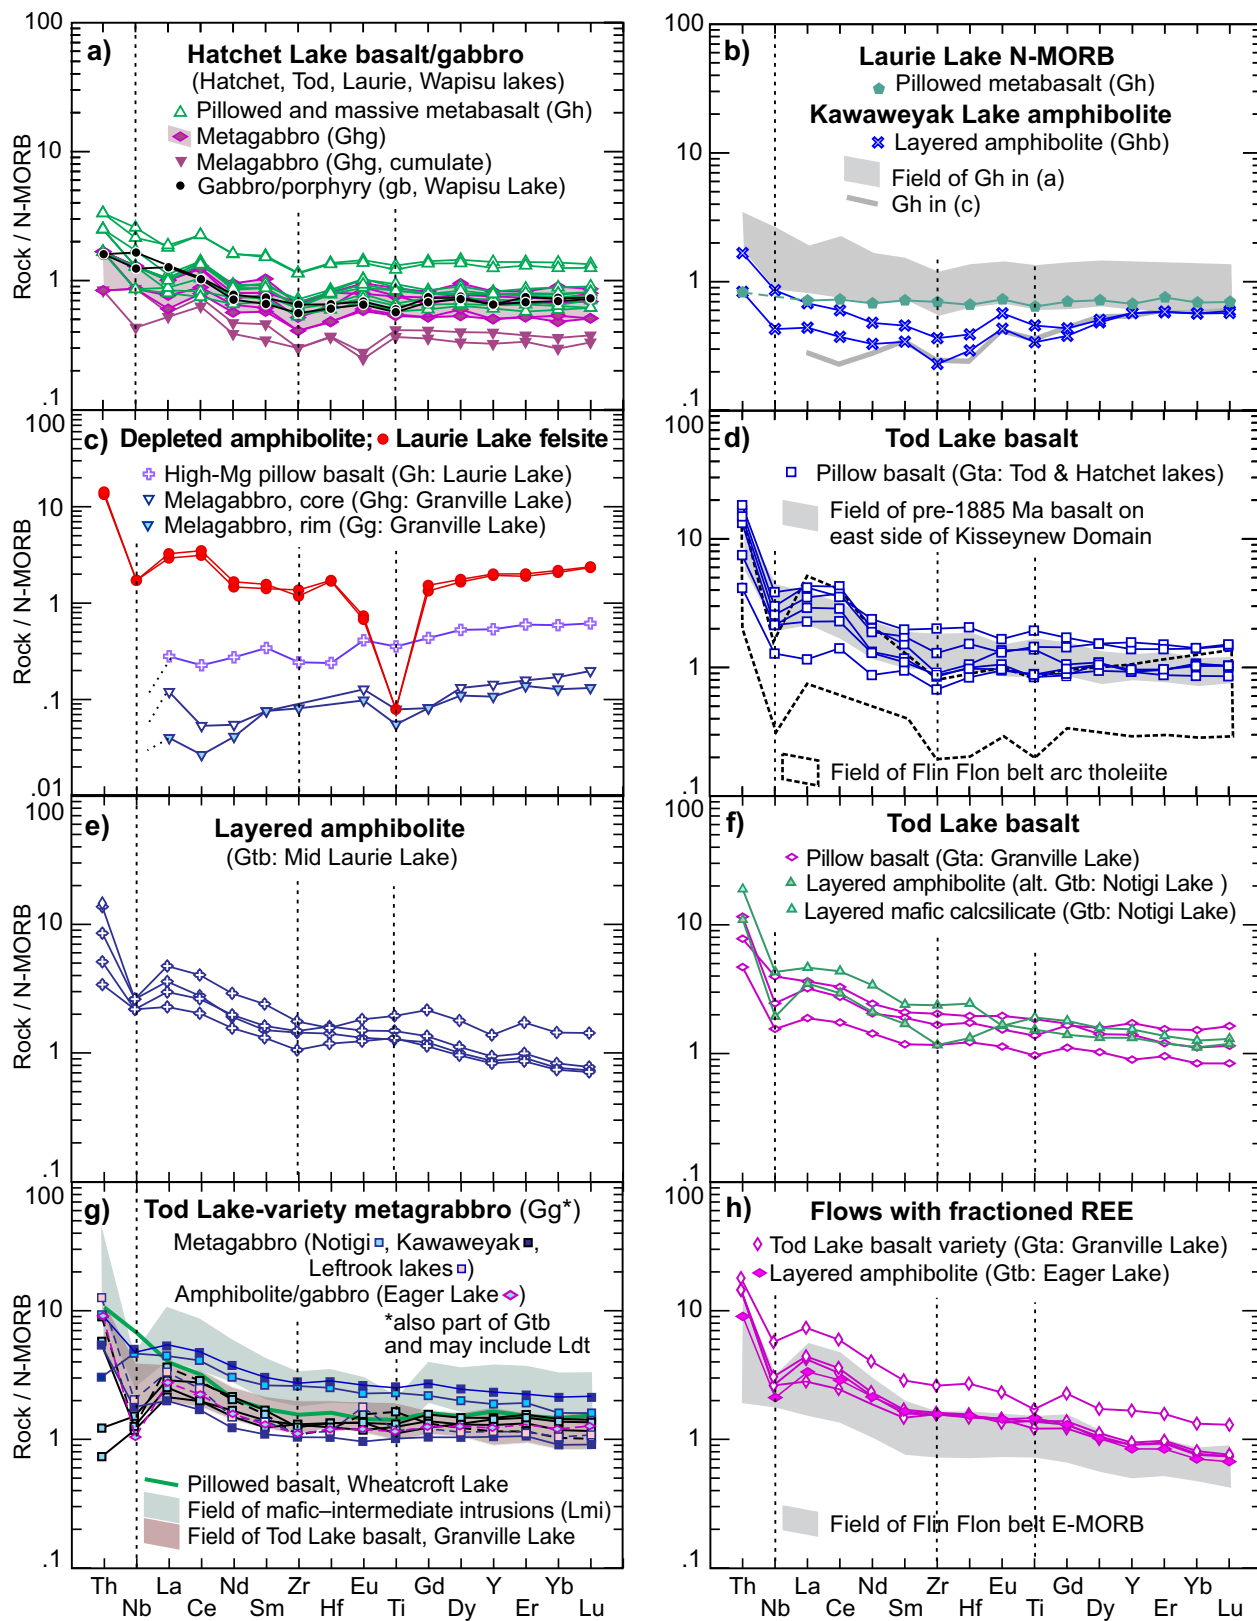 a)
Hatchet Lake basalt/gabbro
(Hatchet, Tod, Laurie, Wapisu lakes)
Pillowed and massive metabasalt (Gh)
Metagabbro (Ghg)
Melagabbro (Ghg, cumulate)
Gabbro/porphyry (gb, Wapisu Lake)
Rock / N-MORB
100
10
1
.1
b)
Laurie Lake N-MORB
Pillowed metabasalt (Gh)
Kawaweyak Lake amphibolite
Layered amphibolite (Ghb)
Field of Gh in (a)
Gh in (c)
Rock / N-MORB
100
10
1
.1
c) Depleted amphibolite; Laurie Lake felsite
High-Mg pillow basalt (Gh: Laurie Lake)
Melagabbro, core (Ghg: Granville Lake)
Melagabbro, rim (Gg: Granville Lake)
Rock / N-MORB
100
10
1
.1
.01
d)
Tod Lake basalt
Pillow basalt (Gta: Tod & Hatchet lakes)
Field of pre-1885 Ma basalt on
east side of Kisseynew Domain
Field of Flin Flon belt arc tholeiite
Rock / N-MORB
100
10
1
.1
e)
Layered amphibolite
(Gtb: Mid Laurie Lake)
Rock / N-MORB
100
10
1
.1
f)
Tod Lake basalt
Pillow basalt (Gta: Granville Lake)
Layered amphibolite (alt. Gtb: Notigi Lake )
Layered mafic calcsilicate (Gtb: Notigi Lake)
Rock / N-MORB
100
10
1
.1
g) Tod Lake-variety metagrabbro (Gg*)
Metagabbro (Notigi , Kawaweyak ,
Leftrook lakes )
Amphibolite/gabbro (Eager Lake )
*also part of Gtb
and may include Ldt
Pillowed basalt, Wheatcroft Lake
Field of mafic–intermediate intrusions (Lmi)
Field of Tod Lake basalt, Granville Lake
Rock / N-MORB
100
10
1
.1
Th La Nd Zr Eu Gd Y Yb
Nb Ce Sm Hf Ti Dy Er Lu
h)
Flows with fractioned REE
Tod Lake basalt variety (Gta: Granville Lake)
Layered amphibolite (Gtb: Eager Lake)
Field of Flin Flon belt E-MORB
Rock / N-MORB
100
10
1
.1
Th La Nd Zr Eu Gd Y Yb
Nb Ce Sm Hf Ti Dy Er Lu